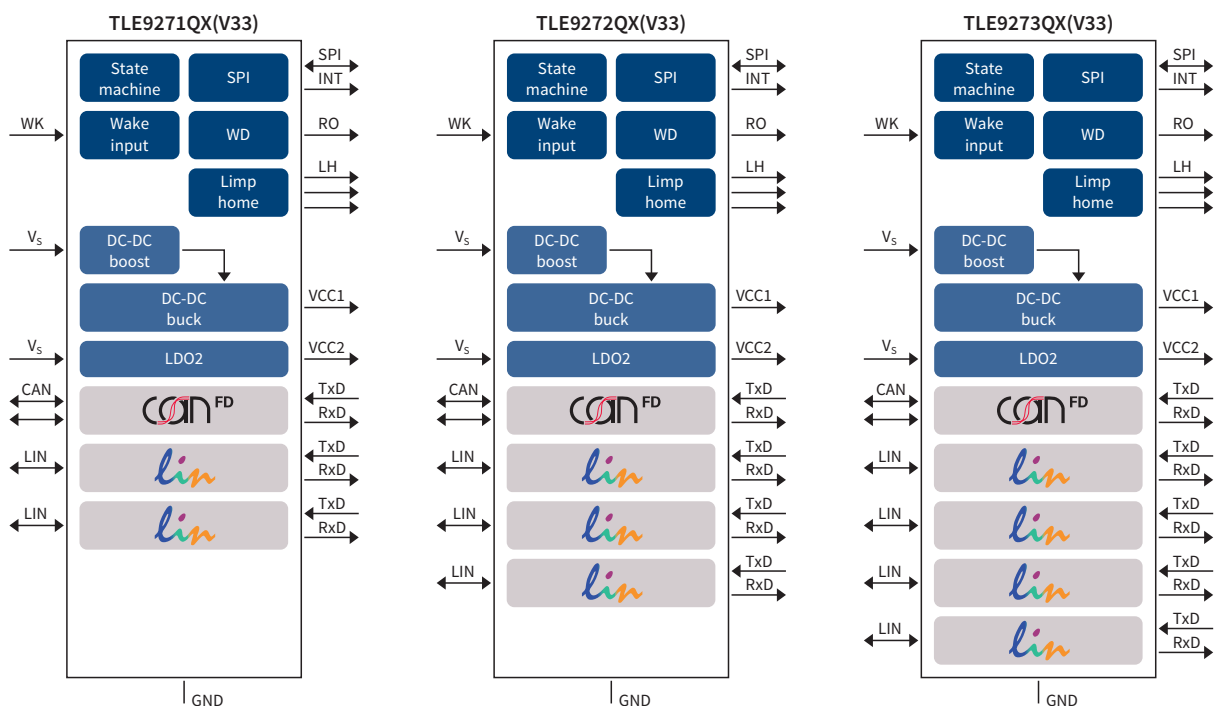 TLE9271QX(V33)
State
machine
SPI
SPI
INT
WK
Wake
input
WD
RO
Limp
home
LH
VS
DC-DC
boost
DC-DC
buck
VCC1
VS
LDO2
VCC2
CAN
CAN FD
TxD
RxD
LIN
lin
TxD
RxD
LIN
lin
TxD
RxD
GND
TLE9272QX(V33)
State
machine
SPI
SPI
INT
WK
Wake
input
WD
RO
Limp
home
LH
VS
DC-DC
boost
DC-DC
buck
VCC1
VS
LDO2
VCC2
CAN
CAN FD
TxD
RxD
LIN
lin
TxD
RxD
LIN
lin
TxD
RxD
LIN
lin
TxD
RxD
GND
TLE9273QX(V33)
State
machine
SPI
SPI
INT
WK
Wake
input
WD
RO
Limp
home
LH
VS
DC-DC
boost
DC-DC
buck
VCC1
VS
LDO2
VCC2
CAN
CAN FD
TxD
RxD
LIN
lin
TxD
RxD
LIN
lin
TxD
RxD
LIN
lin
TxD
RxD
LIN
lin
TxD
RxD
GND